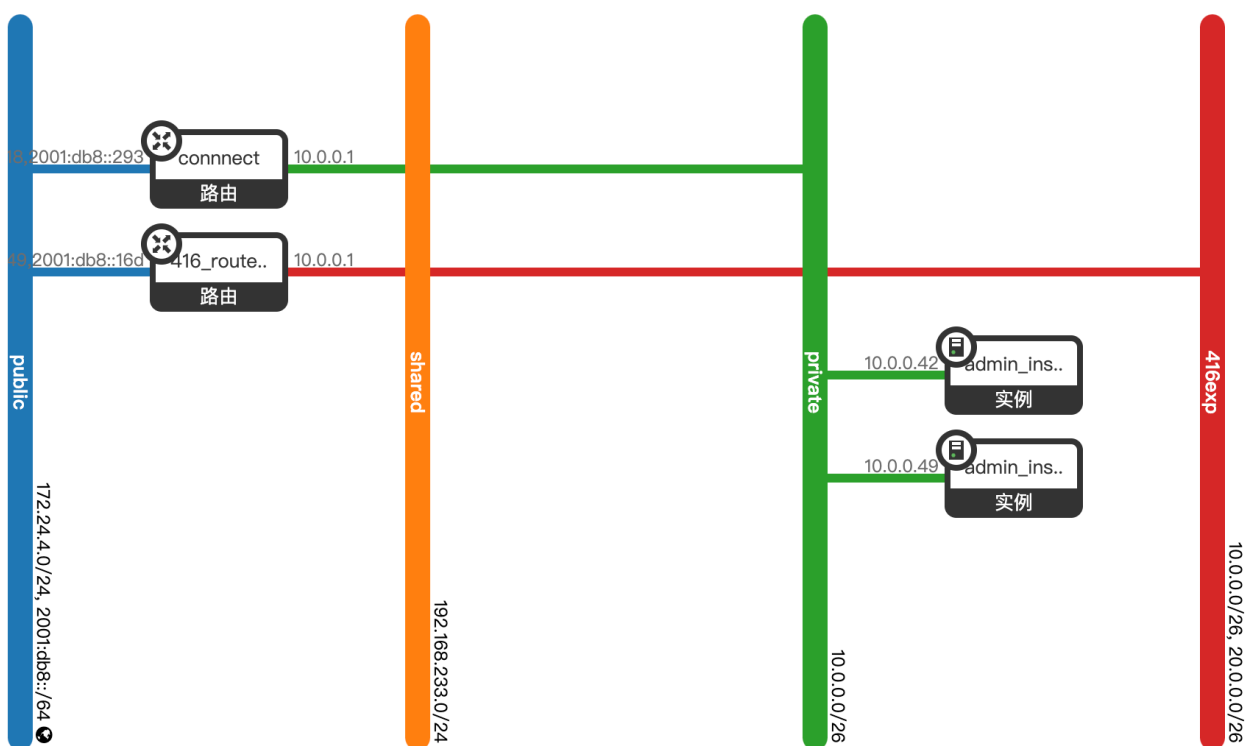 2001:db8::293
connnect
10.0.0.1
路由
2001:db8::16d
416_route..
10.0.0.1
路由
public
shared
private
416exp
10.0.0.42
admin_ins..
实例
10.0.0.49
admin_ins..
实例
172.24.4.0/24, 2001:db8::/64
192.168.233.0/24
10.0.0.0/26
10.0.0.0/26, 20.0.0.0/26